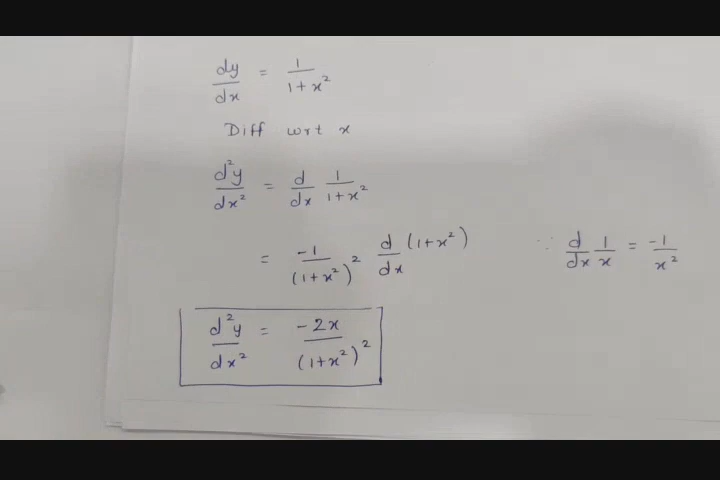 dy/dx = 1/(1+x²)
Diff wrt x
d²y/dx² = d/dx 1/(1+x²)
= -1/(1+x²)² d/dx (1+x²) ∵ d/dx 1/x = -1/x²
d²y/dx² = -2x/(1+x²)²